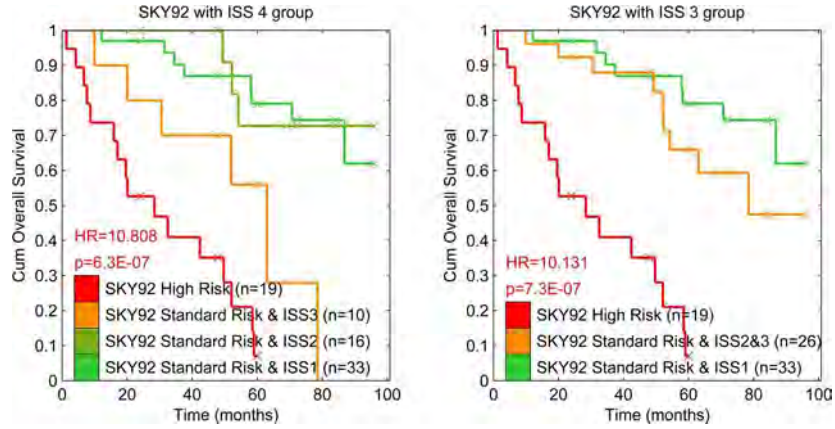 SKY92 with ISS 4 group
1
0.9
0.8
0.7
0.6
0.5
0.4
0.3
0.2
0.1
0
Cum Overall Survival
HR=10.808
p=6.3E-07
SKY92 High Risk (n=19)
SKY92 Standard Risk & ISS3 (n=10)
SKY92 Standard Risk & ISS2 (n=16)
SKY92 Standard Risk & ISS1 (n=33)
0 20 40 60 80 100
Time (months)
SKY92 with ISS 3 group
1
0.9
0.8
0.7
0.6
0.5
0.4
0.3
0.2
0.1
0
Cum Overall Survival
HR=10.131
p=7.3E-07
SKY92 High Risk (n=19)
SKY92 Standard Risk & ISS2&3 (n=26)
SKY92 Standard Risk & ISS1 (n=33)
0 20 40 60 80 100
Time (months)